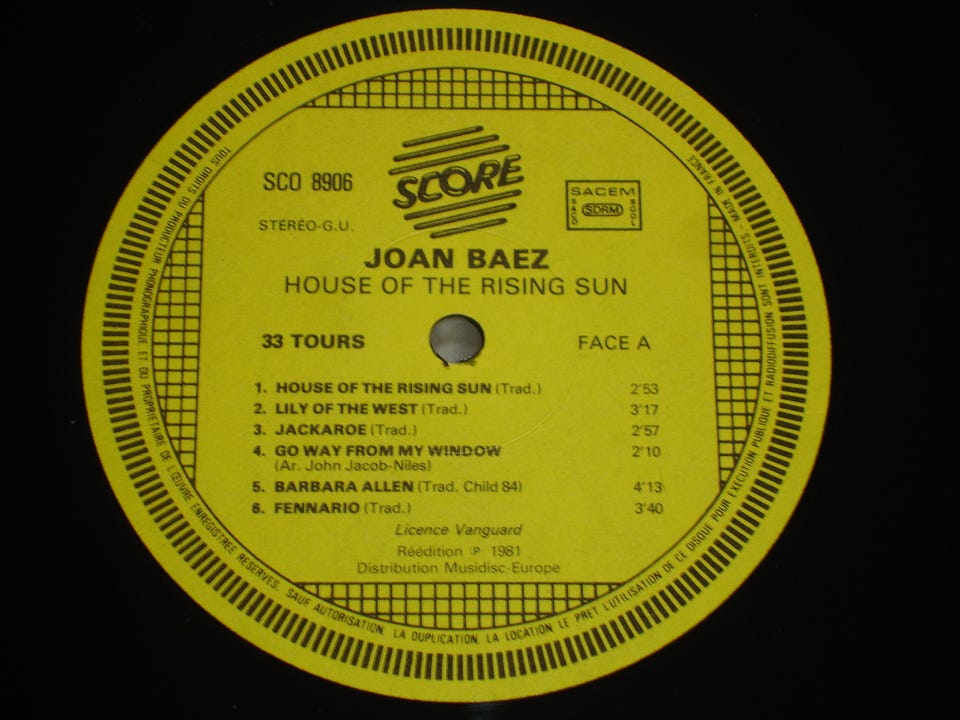 SCORE
SCO 8906
SACEM
SACD SDRM SGDL
STÉRÉO-G.U.
JOAN BAEZ
HOUSE OF THE RISING SUN
33 TOURS FACE A
1. HOUSE OF THE RISING SUN (Trad.) 2'53
2. LILY OF THE WEST (Trad.) 3'17
3. JACKAROE (Trad.) 2'57
4. GO WAY FROM MY WINDOW 2'10
(Ar. John Jacob-Niles)
5. BARBARA ALLEN (Trad. Child 84) 4'13
6. FENNARIO (Trad.) 3'40
Licence Vanguard
Réédition ℗ 1981
Distribution Musidisc-Europe
TOUS DROITS DU PRODUCTEUR PHONOGRAPHIQUE ET DU PROPRIETAIRE DE L'ŒUVRE ENREGISTREE RESERVES. SAUF AUTORISATION, LA DUPLICATION, LA LOCATION, LE PRET, L'UTILISATION DE CE DISQUE POUR EXECUTION PUBLIQUE ET RADIODIFFUSION SONT INTERDITS - MADE IN FRANCE